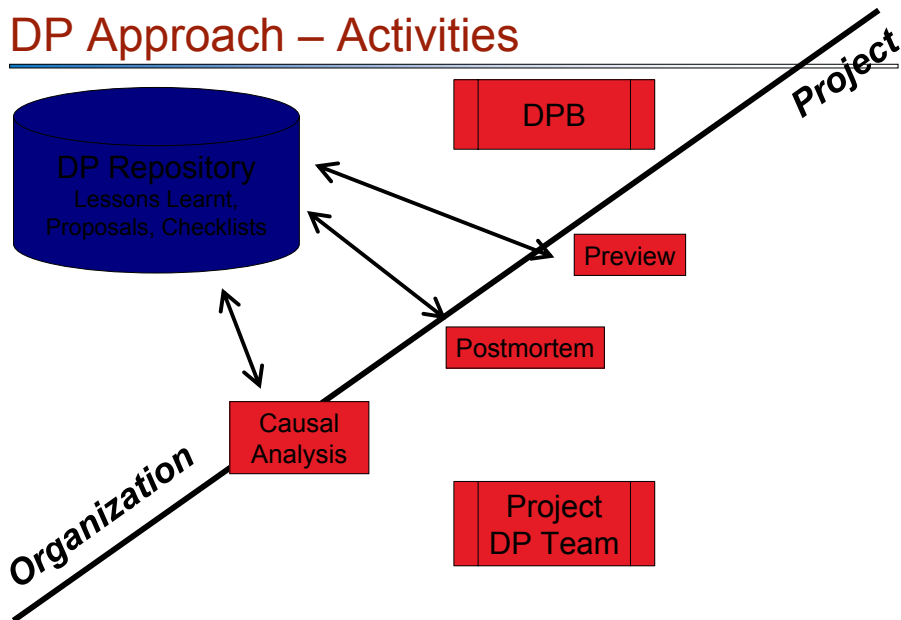 DP Approach – Activities
Project
DPB
DP Repository
Lessons Learnt,
Proposals, Checklists
Preview
Postmortem
Causal
Analysis
Organization
Project
DP Team